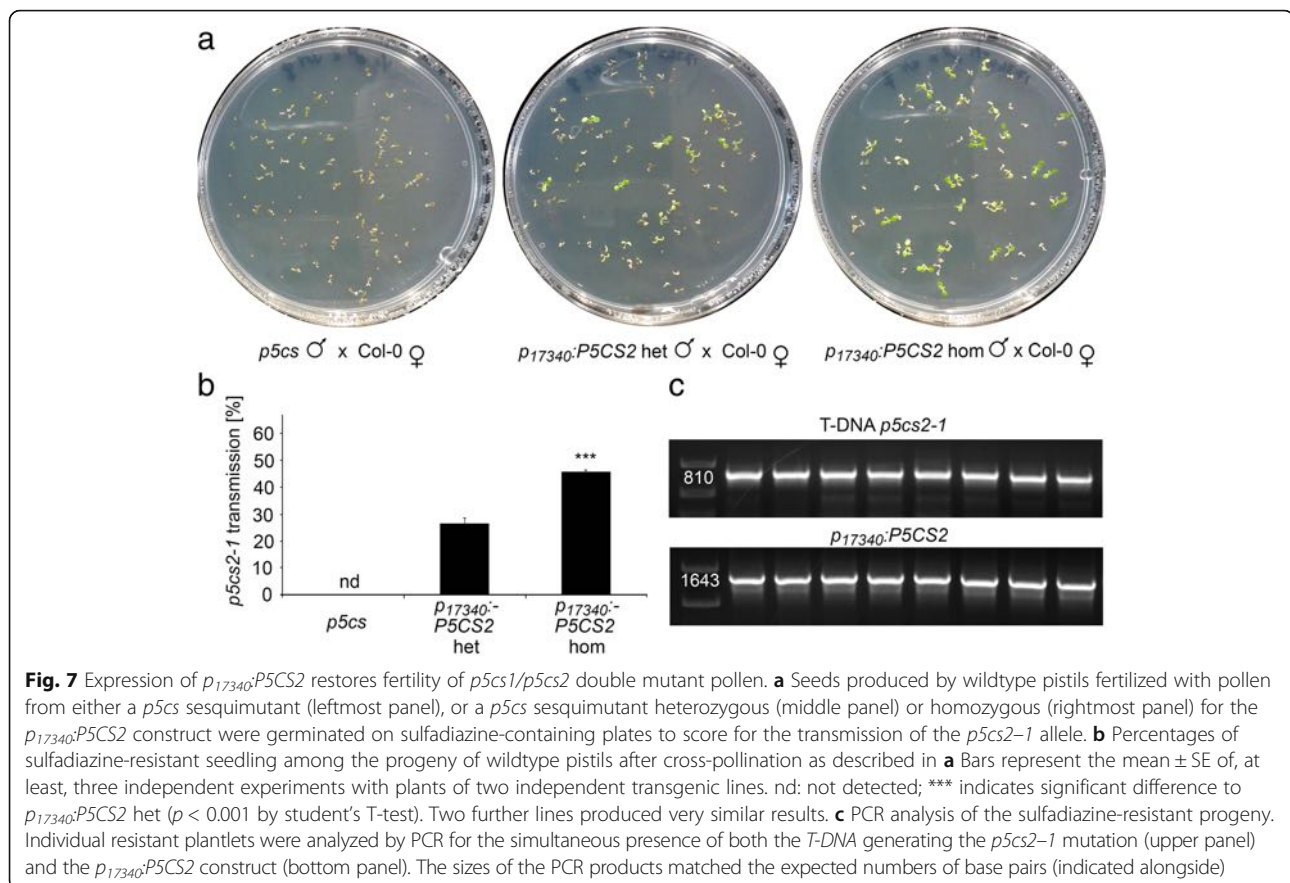 a
p5cs ♂ x Col-0 ♀
p17340:P5CS2 het ♂ x Col-0 ♀
p17340:P5CS2 hom ♂ x Col-0 ♀
b
p5cs2-1 transmission [%]
60
50
40
30
20
10
0
nd
***
p5cs
p17340:-
P5CS2
het
p17340:-
P5CS2
hom
c
T-DNA p5cs2-1
810
p17340:P5CS2
1643
Fig. 7 Expression of p17340:P5CS2 restores fertility of p5cs1/p5cs2 double mutant pollen. a Seeds produced by wildtype pistils fertilized with pollen
from either a p5cs sesquimutant (leftmost panel), or a p5cs sesquimutant heterozygous (middle panel) or homozygous (rightmost panel) for the
p17340:P5CS2 construct were germinated on sulfadiazine-containing plates to score for the transmission of the p5cs2–1 allele. b Percentages of
sulfadiazine-resistant seedling among the progeny of wildtype pistils after cross-pollination as described in a Bars represent the mean ± SE of, at
least, three independent experiments with plants of two independent transgenic lines. nd: not detected; *** indicates significant difference to
p17340:P5CS2 het (p < 0.001 by student's T-test). Two further lines produced very similar results. c PCR analysis of the sulfadiazine-resistant progeny.
Individual resistant plantlets were analyzed by PCR for the simultaneous presence of both the T-DNA generating the p5cs2–1 mutation (upper panel)
and the p17340:P5CS2 construct (bottom panel). The sizes of the PCR products matched the expected numbers of base pairs (indicated alongside)